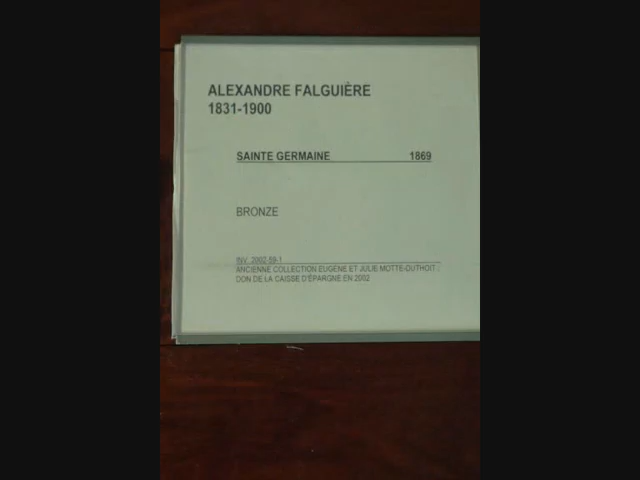 ALEXANDRE FALGUIÈRE
1831-1900
SAINTE GERMAINE 1869
BRONZE
INV. 2002-59-1
ANCIENNE COLLECTION EUGÈNE ET JULIE MOTTE-DUTHOIT ;
DON DE LA CAISSE D'ÉPARGNE EN 2002